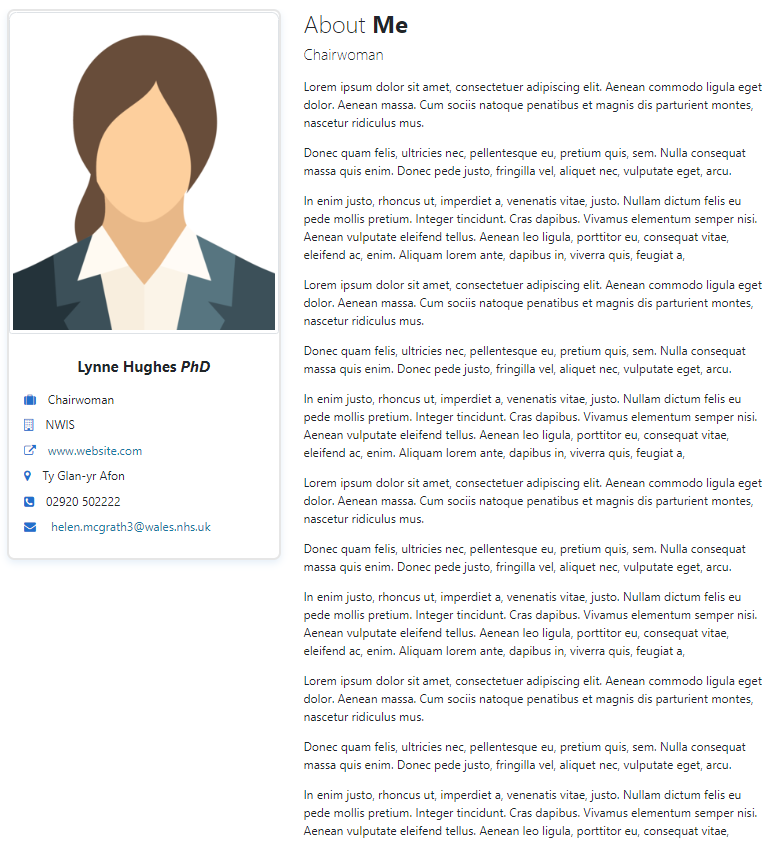 Lynne Hughes PhD
Chairwoman
NWIS
www.website.com
Ty Glan-yr Afon
02920 502222
helen.mcgrath3@wales.nhs.uk
About Me
Chairwoman
Lorem ipsum dolor sit amet, consectetuer adipiscing elit. Aenean commodo ligula eget
dolor. Aenean massa. Cum sociis natoque penatibus et magnis dis parturient montes,
nascetur ridiculus mus.
Donec quam felis, ultricies nec, pellentesque eu, pretium quis, sem. Nulla consequat
massa quis enim. Donec pede justo, fringilla vel, aliquet nec, vulputate eget, arcu.
In enim justo, rhoncus ut, imperdiet a, venenatis vitae, justo. Nullam dictum felis eu
pede mollis pretium. Integer tincidunt. Cras dapibus. Vivamus elementum semper nisi.
Aenean vulputate eleifend tellus. Aenean leo ligula, porttitor eu, consequat vitae,
eleifend ac, enim. Aliquam lorem ante, dapibus in, viverra quis, feugiat a,
Lorem ipsum dolor sit amet, consectetuer adipiscing elit. Aenean commodo ligula eget
dolor. Aenean massa. Cum sociis natoque penatibus et magnis dis parturient montes,
nascetur ridiculus mus.
Donec quam felis, ultricies nec, pellentesque eu, pretium quis, sem. Nulla consequat
massa quis enim. Donec pede justo, fringilla vel, aliquet nec, vulputate eget, arcu.
In enim justo, rhoncus ut, imperdiet a, venenatis vitae, justo. Nullam dictum felis eu
pede mollis pretium. Integer tincidunt. Cras dapibus. Vivamus elementum semper nisi.
Aenean vulputate eleifend tellus. Aenean leo ligula, porttitor eu, consequat vitae,
eleifend ac, enim. Aliquam lorem ante, dapibus in, viverra quis, feugiat a,
Lorem ipsum dolor sit amet, consectetuer adipiscing elit. Aenean commodo ligula eget
dolor. Aenean massa. Cum sociis natoque penatibus et magnis dis parturient montes,
nascetur ridiculus mus.
Donec quam felis, ultricies nec, pellentesque eu, pretium quis, sem. Nulla consequat
massa quis enim. Donec pede justo, fringilla vel, aliquet nec, vulputate eget, arcu.
In enim justo, rhoncus ut, imperdiet a, venenatis vitae, justo. Nullam dictum felis eu
pede mollis pretium. Integer tincidunt. Cras dapibus. Vivamus elementum semper nisi.
Aenean vulputate eleifend tellus. Aenean leo ligula, porttitor eu, consequat vitae,
eleifend ac, enim. Aliquam lorem ante, dapibus in, viverra quis, feugiat a,
Lorem ipsum dolor sit amet, consectetuer adipiscing elit. Aenean commodo ligula eget
dolor. Aenean massa. Cum sociis natoque penatibus et magnis dis parturient montes,
nascetur ridiculus mus.
Donec quam felis, ultricies nec, pellentesque eu, pretium quis, sem. Nulla consequat
massa quis enim. Donec pede justo, fringilla vel, aliquet nec, vulputate eget, arcu.
In enim justo, rhoncus ut, imperdiet a, venenatis vitae, justo. Nullam dictum felis eu
pede mollis pretium. Integer tincidunt. Cras dapibus. Vivamus elementum semper nisi.
Aenean vulputate eleifend tellus. Aenean leo ligula, porttitor eu, consequat vitae,